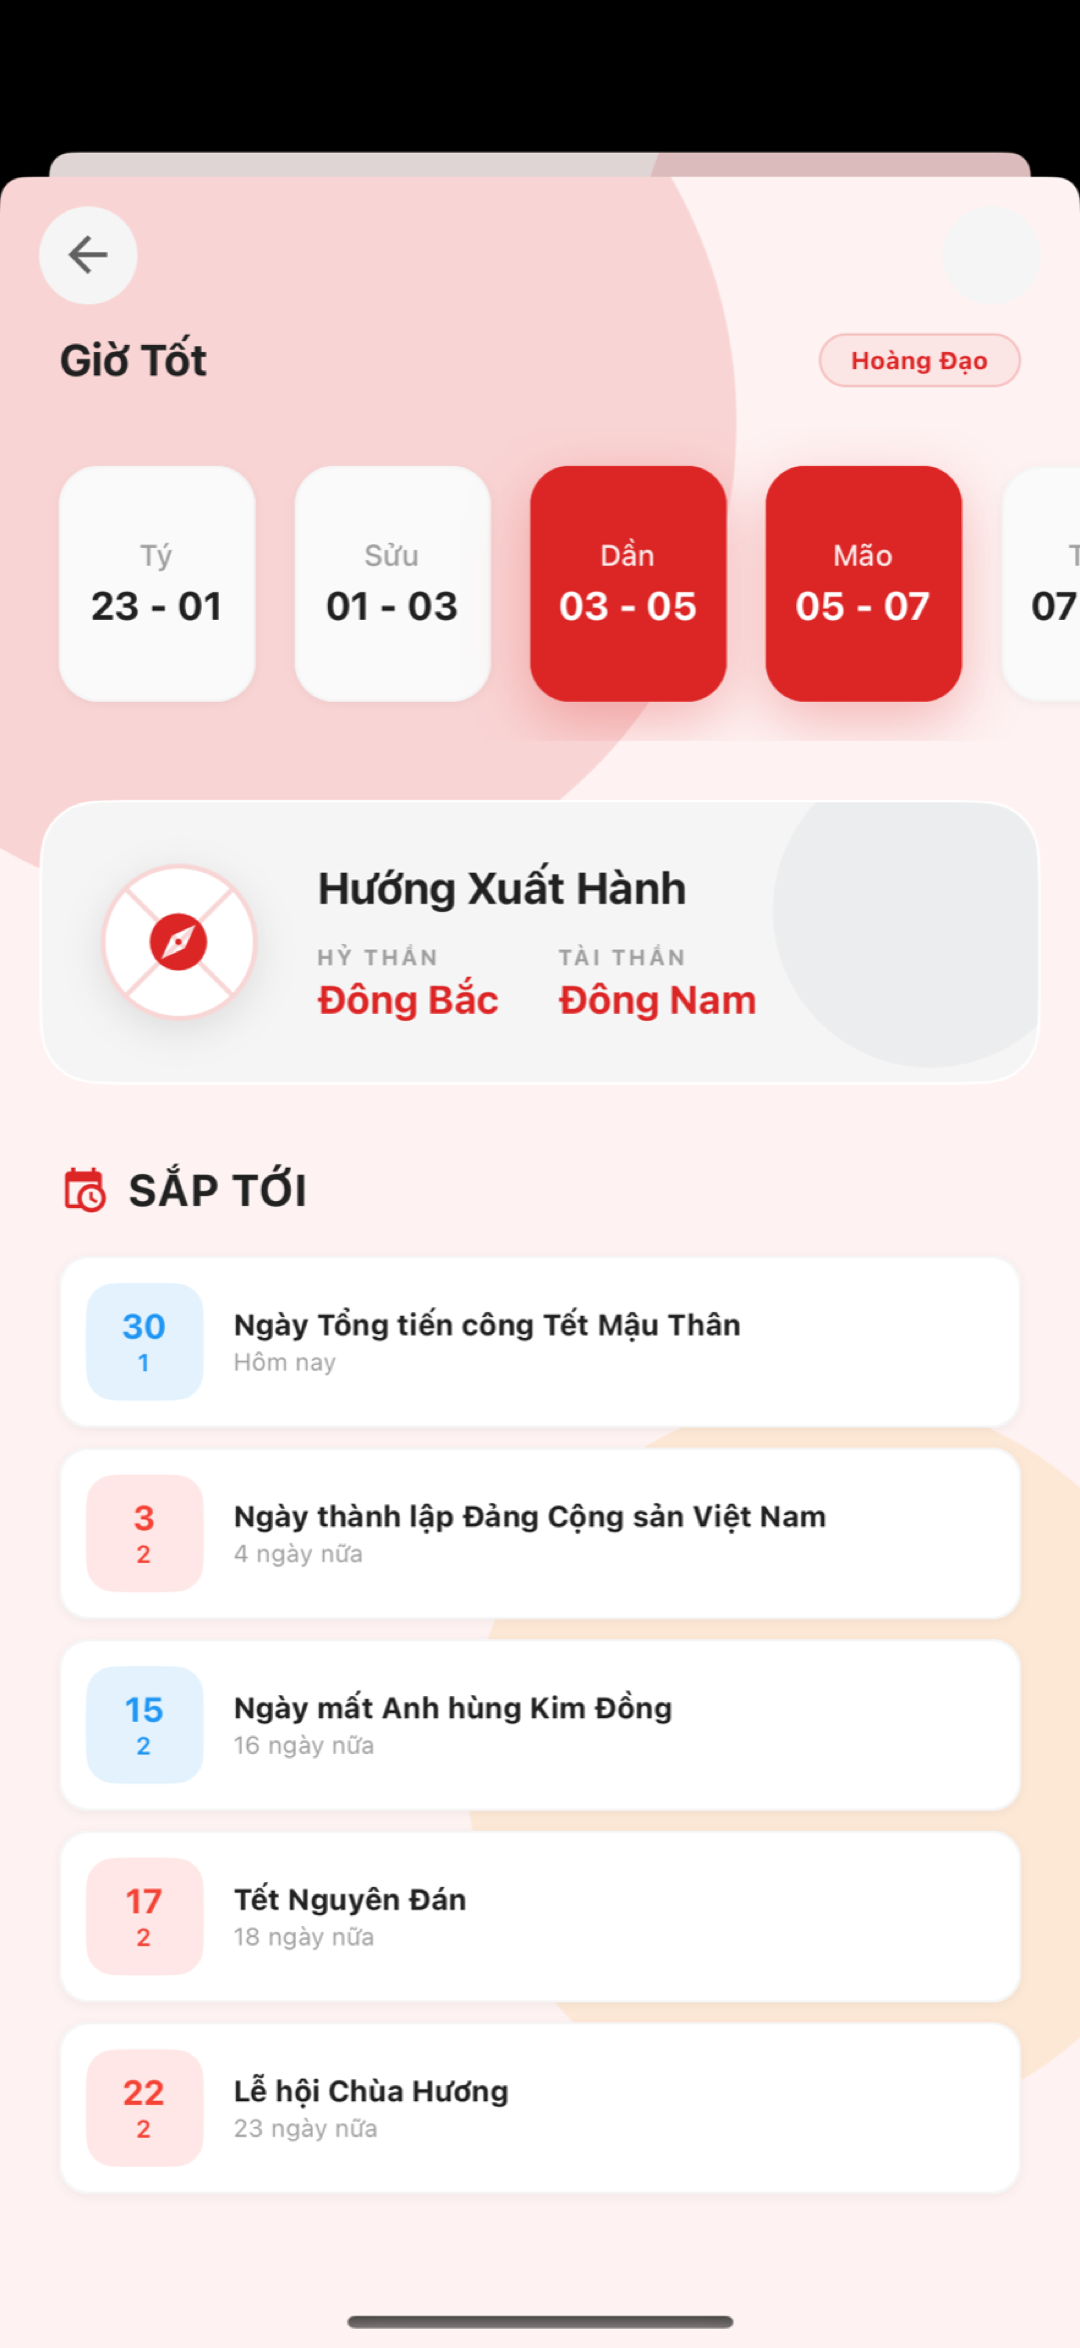 Giờ Tốt
Hoàng Đạo
Tý
23 - 01
Sửu
01 - 03
Dần
03 - 05
Mão
05 - 07
T
07
Hướng Xuất Hành
HỶ THẦN
Đông Bắc
TÀI THẦN
Đông Nam
SẮP TỚI
30
1
Ngày Tổng tiến công Tết Mậu Thân
Hôm nay
3
2
Ngày thành lập Đảng Cộng sản Việt Nam
4 ngày nữa
15
2
Ngày mất Anh hùng Kim Đồng
16 ngày nữa
17
2
Tết Nguyên Đán
18 ngày nữa
22
2
Lễ hội Chùa Hương
23 ngày nữa